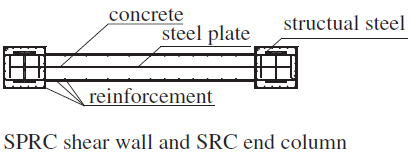 concrete
steel plate
structual steel
reinforcement
SPRC shear wall and SRC end column